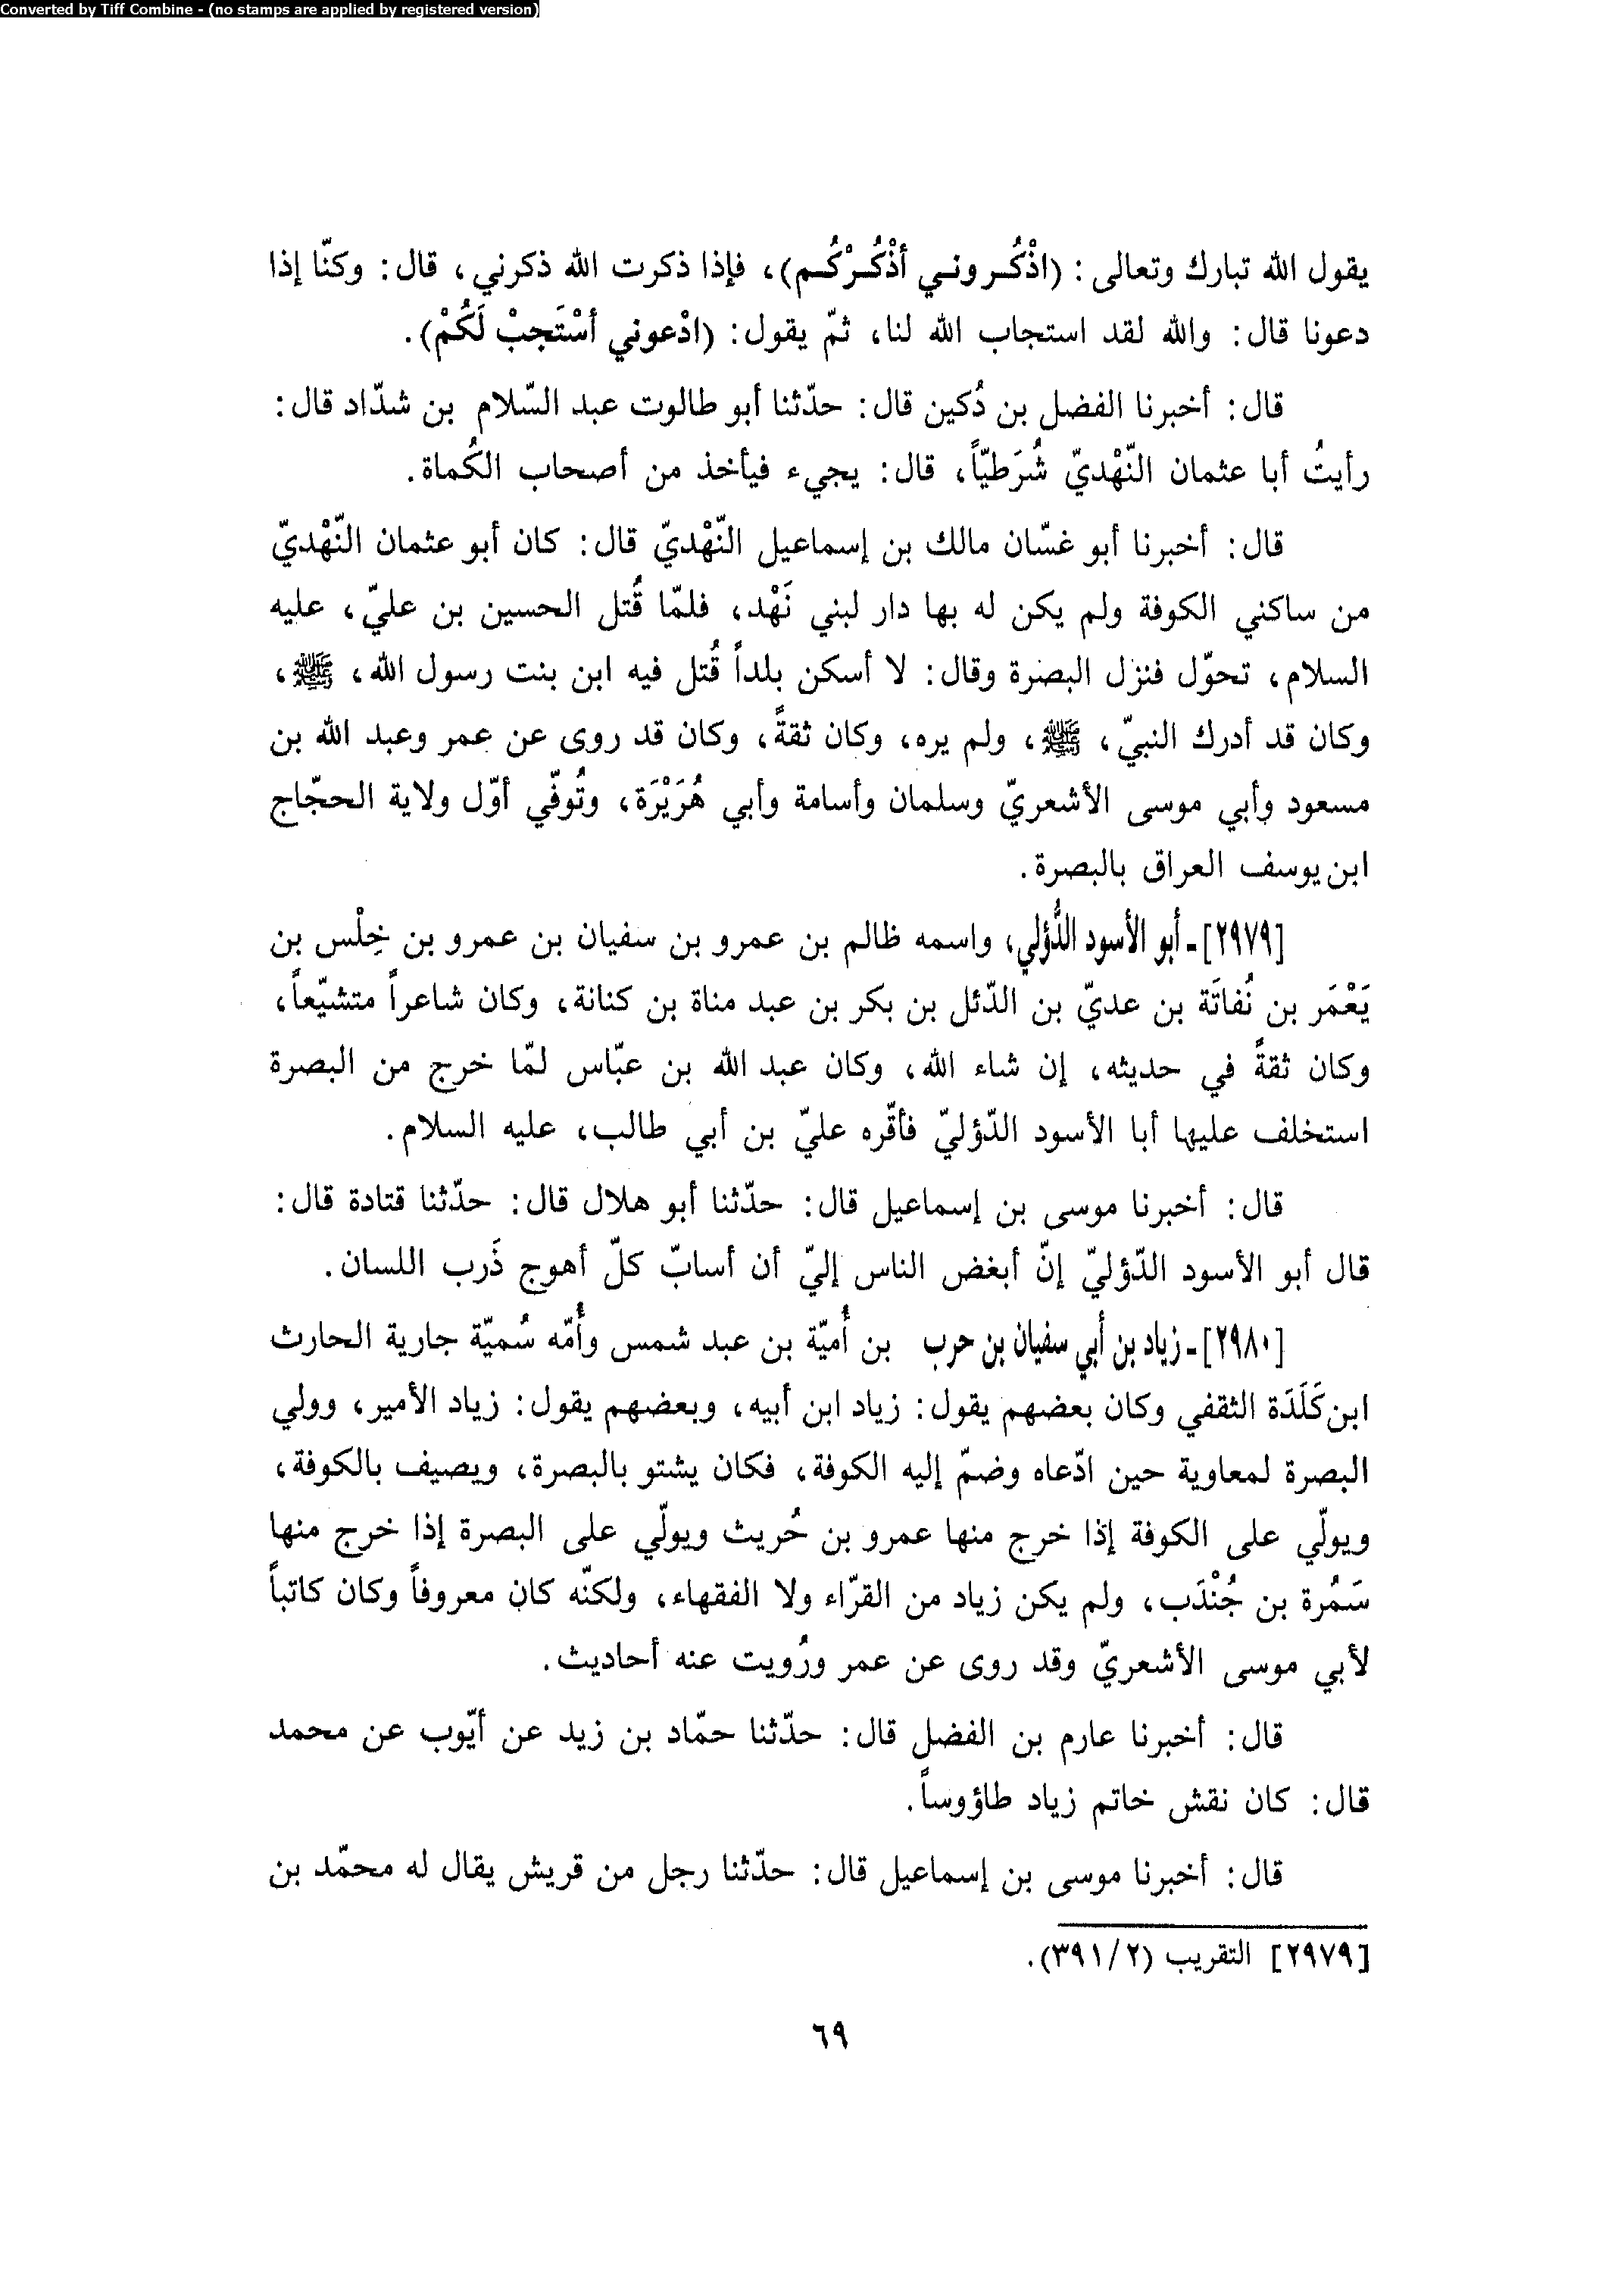 Converted by Tiff Combine - (no stamps are applied by registered version)
يقول الله تبارك وتعالى: (اذْكُروني أذْكُرْكُم)، فإذا ذكرت الله ذكرني، قال: وكنّا إذا
دعونا قال: والله لقد استجاب الله لنا، ثمّ يقول: (ادْعوني أسْتَجِبْ لَكُمْ).
قال: أخبرنا الفضل بن دُكين قال: حدّثنا أبو طالوت عبد السّلام بن شدّاد قال:
رأيتُ أبا عثمان النّهْديّ شُرَطيّاً، قال: يجيء فيأخذ من أصحاب الكُماة.
قال: أخبرنا أبو غسّان مالك بن إسماعيل النّهْديّ قال: كان أبو عثمان النّهْديّ
من ساكني الكوفة ولم يكن له بها دار لبني نَهْد، فلمّا قُتل الحسين بن عليّ، عليه
السلام، تحوّل فنزل البصرة وقال: لا أسكن بلداً قُتل فيه ابن بنت رسول الله، ﷺ،
وكان قد أدرك النبيّ، ﷺ، ولم يره، وكان ثقةً، وكان قد روى عن عمر وعبد الله بن
مسعود وأبي موسى الأشعريّ وسلمان وأسامة وأبي هُرَيْرَة، وتُوفّي أوّل ولاية الحجّاج
ابن يوسف العراق بالبصرة.
[٢٩٧٩] ـ أبو الأسود الدُّؤلي، واسمه ظالم بن عمرو بن سفيان بن عمرو بن خِلْس بن
يَعْمَر بن نُفاثَة بن عديّ بن الدّئل بن بكر بن عبد مناة بن كنانة، وكان شاعراً متشيّعاً،
وكان ثقةً في حديثه، إن شاء الله، وكان عبد الله بن عبّاس لمّا خرج من البصرة
استخلف عليها أبا الأسود الدّؤليّ فأقّره عليّ بن أبي طالب، عليه السلام.
قال: أخبرنا موسى بن إسماعيل قال: حدّثنا أبو هلال قال: حدّثنا قتادة قال:
قال أبو الأسود الدّؤليّ إنّ أبغض الناس إليّ أن أسابّ كلّ أهوج ذَرب اللسان.
[٢٩٨٠] ـ زياد بن أبي سفيان بن حرب بن أُميّة بن عبد شمس وأُمّه سُميّة جارية الحارث
ابن كَلَدَة الثقفي وكان بعضهم يقول: زياد ابن أبيه، وبعضهم يقول: زياد الأمير، وولي
البصرة لمعاوية حين ادّعاه وضمّ إليه الكوفة، فكان يشتو بالبصرة، ويصيف بالكوفة،
ويولّي على الكوفة إذا خرج منها عمرو بن حُريث ويولّي على البصرة إذا خرج منها
سَمُرة بن جُنْدَب، ولم يكن زياد من القرّاء ولا الفقهاء، ولكنّه كان معروفاً وكان كاتباً
لأبي موسى الأشعريّ وقد روى عن عمر ورُويت عنه أحاديث.
قال: أخبرنا عارم بن الفضل قال: حدّثنا حمّاد بن زيد عن أيّوب عن محمد
قال: كان نقش خاتم زياد طاؤوساً.
قال: أخبرنا موسى بن إسماعيل قال: حدّثنا رجل من قريش يقال له محمّد بن
[٢٩٧٩] التقريب (٣٩١/٢).
٦٩